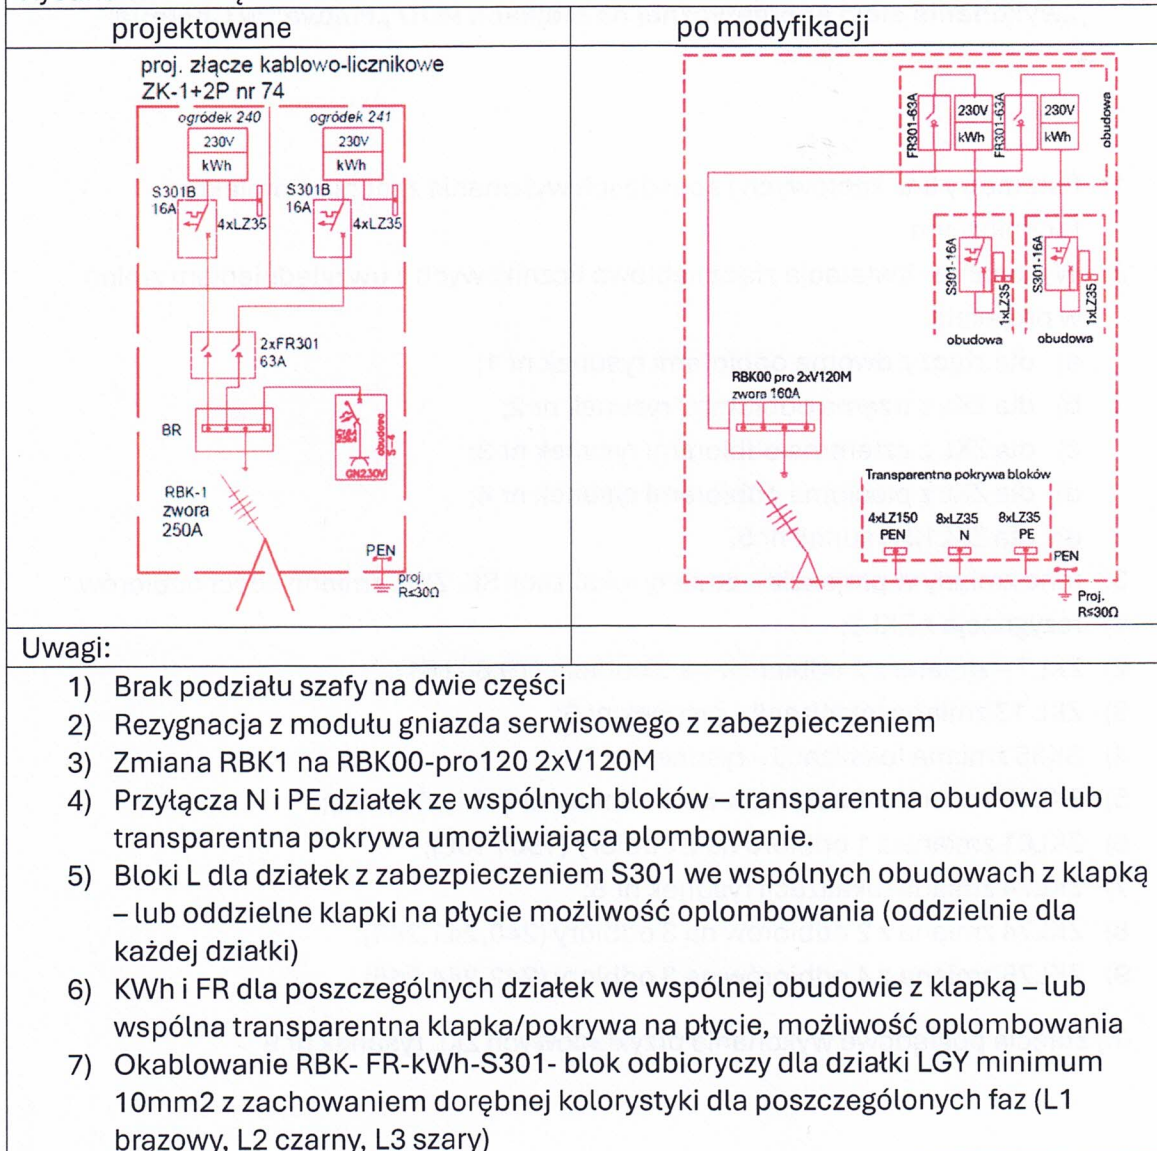 projektowane
po modyfikacji
proj. złącze kablowo-licznikowe
ZK-1+2P nr 74
ogródek 240
ogródek 241
230V
kWh
230V
kWh
S301B
16A
4xLZ35
S301B
16A
4xLZ35
2xFR301
63A
BR
obudowa
S-4
GN230V
RBK-1
zwora
250A
PEN
proj.
R≤30Ω
FR301-63A
230V
kWh
FR301-63A
230V
kWh
obudowa
S301-16A
1xLZ35
S301-16A
1xLZ35
obudowa
obudowa
RBK00 pro 2xV120M
zwora 160A
Transparentna pokrywa bloków
4xLZ150
PEN
8xLZ35
N
8xLZ35
PE
PEN
Proj.
R≤30Ω
Uwagi:
1) Brak podziału szafy na dwie części
2) Rezygnacja z modułu gniazda serwisowego z zabezpieczeniem
3) Zmiana RBK1 na RBK00-pro120 2xV120M
4) Przyłącza N i PE działek ze wspólnych bloków – transparentna obudowa lub
transparentna pokrywa umożliwiająca plombowanie.
5) Bloki L dla działek z zabezpieczeniem S301 we wspólnych obudowach z klapką
– lub oddzielne klapki na płycie możliwość oplombowania (oddzielnie dla
każdej działki)
6) KWh i FR dla poszczególnych działek we wspólnej obudowie z klapką – lub
wspólna transparentna klapka/pokrywa na płycie, możliwość oplombowania
7) Okablowanie RBK- FR-kWh-S301- blok odbioryczy dla działki LGY minimum
10mm2 z zachowaniem dorębnej kolorystyki dla poszczególonych faz (L1
brązowy, L2 czarny, L3 szary)